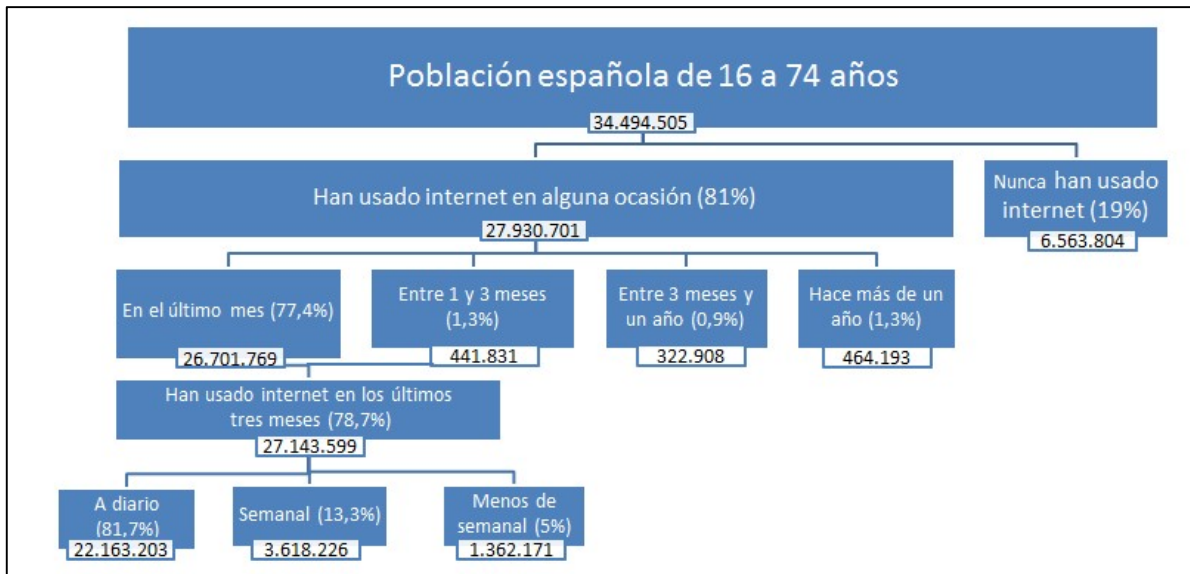 Población española de 16 a 74 años
34.494.505
Han usado internet en alguna ocasión (81%)
27.930.701
Nunca han usado
internet (19%)
6.563.804
En el último mes (77,4%)
26.701.769
Entre 1 y 3 meses
(1,3%)
441.831
Entre 3 meses y
un año (0,9%)
322.908
Hace más de un
año (1,3%)
464.193
Han usado internet en los últimos
tres meses (78,7%)
27.143.599
A diario
(81,7%)
22.163.203
Semanal (13,3%)
3.618.226
Menos de
semanal (5%)
1.362.171